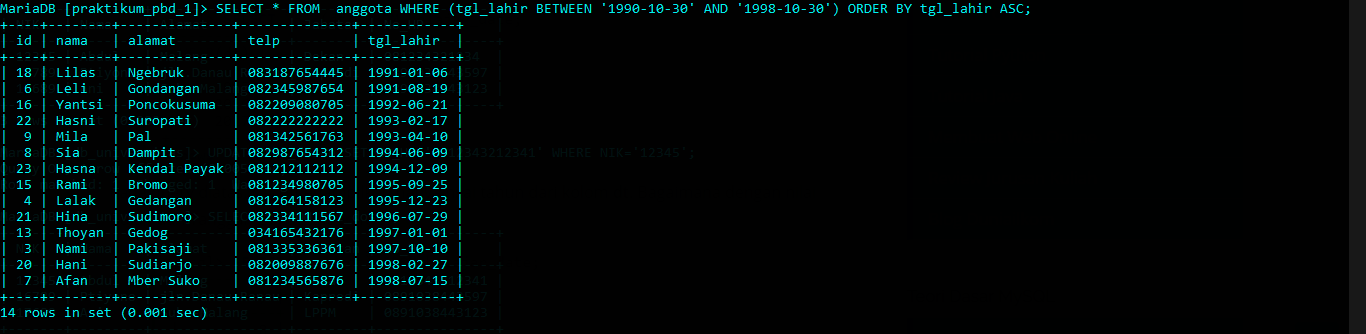 MariaDB [praktikum_pbd_1]> SELECT * FROM  anggota WHERE (tgl_lahir BETWEEN '1990-10-30' AND '1998-10-30') ORDER BY tgl_lahir ASC;
+----+--------+--------------+--------------+------------+
| id | nama   | alamat       | telp         | tgl_lahir  |
+----+--------+--------------+--------------+------------+
| 18 | Lilas  | Ngebruk      | 083187654445 | 1991-01-06 |
|  6 | Leli   | Gondangan    | 082345987654 | 1991-08-19 |
| 16 | Yantsi | Poncokusuma  | 082209080705 | 1992-06-21 |
| 22 | Hasni  | Suropati     | 082222222222 | 1993-02-17 |
|  9 | Mila   | Pal          | 081342561763 | 1993-04-10 |
|  8 | Sia    | Dampit       | 082987654312 | 1994-06-09 |
| 23 | Hasna  | Kendal Payak | 081212112112 | 1994-12-09 |
| 15 | Rami   | Bromo        | 081234980705 | 1995-09-25 |
|  4 | Lalak  | Gedangan     | 081264158123 | 1995-12-23 |
| 21 | Hina   | Sudimoro     | 082334111567 | 1996-07-29 |
| 13 | Thoyan | Gedog        | 034165432176 | 1997-01-01 |
|  3 | Nami   | Pakisaji     | 081335336361 | 1997-10-10 |
| 20 | Hani   | Sudiarjo     | 082009887676 | 1998-02-27 |
|  7 | Afan   | Mber Suko    | 081234565876 | 1998-07-15 |
+----+--------+--------------+--------------+------------+
14 rows in set (0.001 sec)